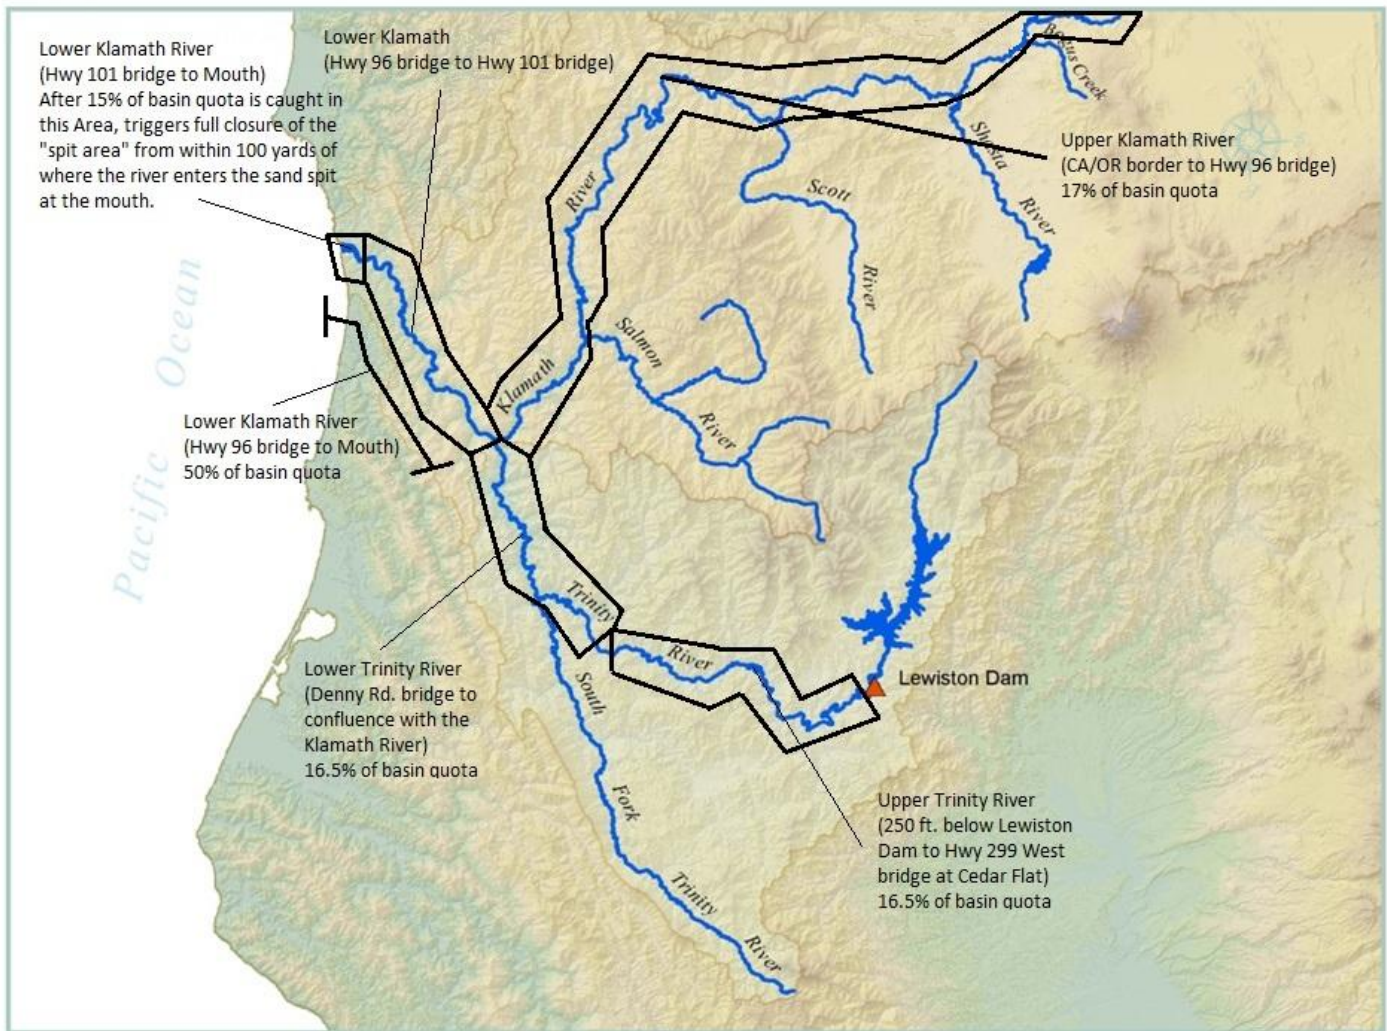 Lower Klamath River
(Hwy 101 bridge to Mouth)
After 15% of basin quota is caught in
this Area, triggers full closure of the
"spit area" from within 100 yards of
where the river enters the sand spit
at the mouth.
Lower Klamath
(Hwy 96 bridge to Hwy 101 bridge)
Bogus Creek
Shasta
River
Upper Klamath River
(CA/OR border to Hwy 96 bridge)
17% of basin quota
Scott
River
River
Klamath
Salmon
River
Pacific Ocean
Lower Klamath River
(Hwy 96 bridge to Mouth)
50% of basin quota
Trinity
River
Lewiston Dam
Lower Trinity River
(Denny Rd. bridge to
confluence with the
Klamath River)
16.5% of basin quota
South
Fork
Trinity
River
Upper Trinity River
(250 ft. below Lewiston
Dam to Hwy 299 West
bridge at Cedar Flat)
16.5% of basin quota